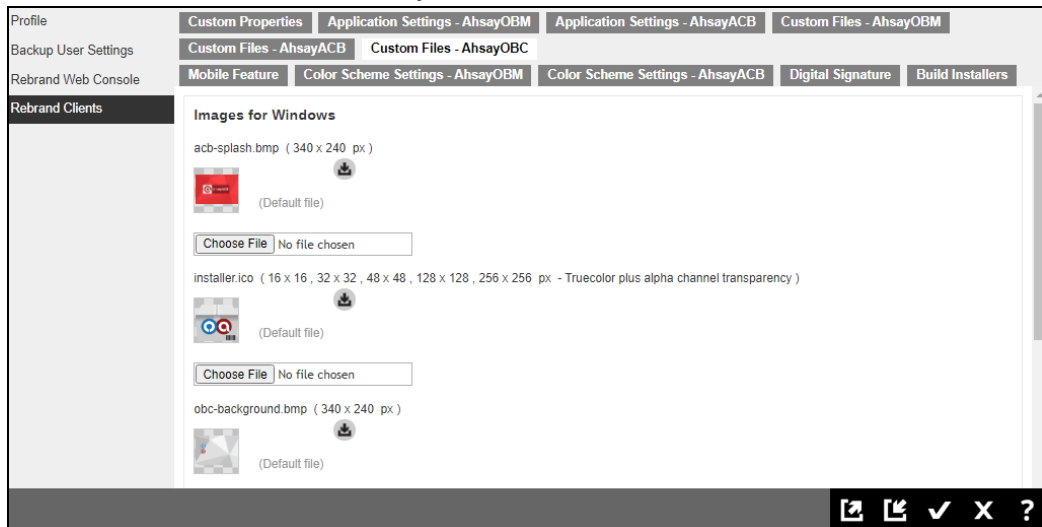 Profile
Custom Properties Application Settings - AhsayOBM Application Settings - AhsayACB Custom Files - AhsayOBM
Backup User Settings
Custom Files - AhsayACB Custom Files - AhsayOBC
Rebrand Web Console
Mobile Feature Color Scheme Settings - AhsayOBM Color Scheme Settings - AhsayACB Digital Signature Build Installers
Rebrand Clients
Images for Windows
acb-splash.bmp ( 340 x 240 px )
(Default file)
Choose File No file chosen
installer.ico ( 16 x 16 , 32 x 32 , 48 x 48 , 128 x 128 , 256 x 256 px - Truecolor plus alpha channel transparency )
(Default file)
Choose File No file chosen
obc-background.bmp ( 340 x 240 px )
(Default file)
?